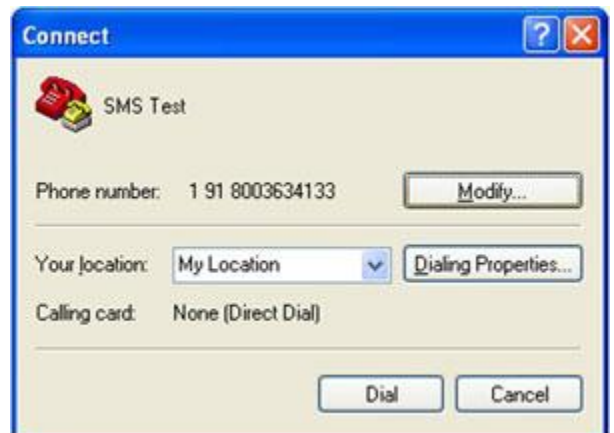 Connect
SMS Test
Phone number: 1 91 8003634133 Modify...
Your location: My Location Dialing Properties...
Calling card: None (Direct Dial)
Dial Cancel